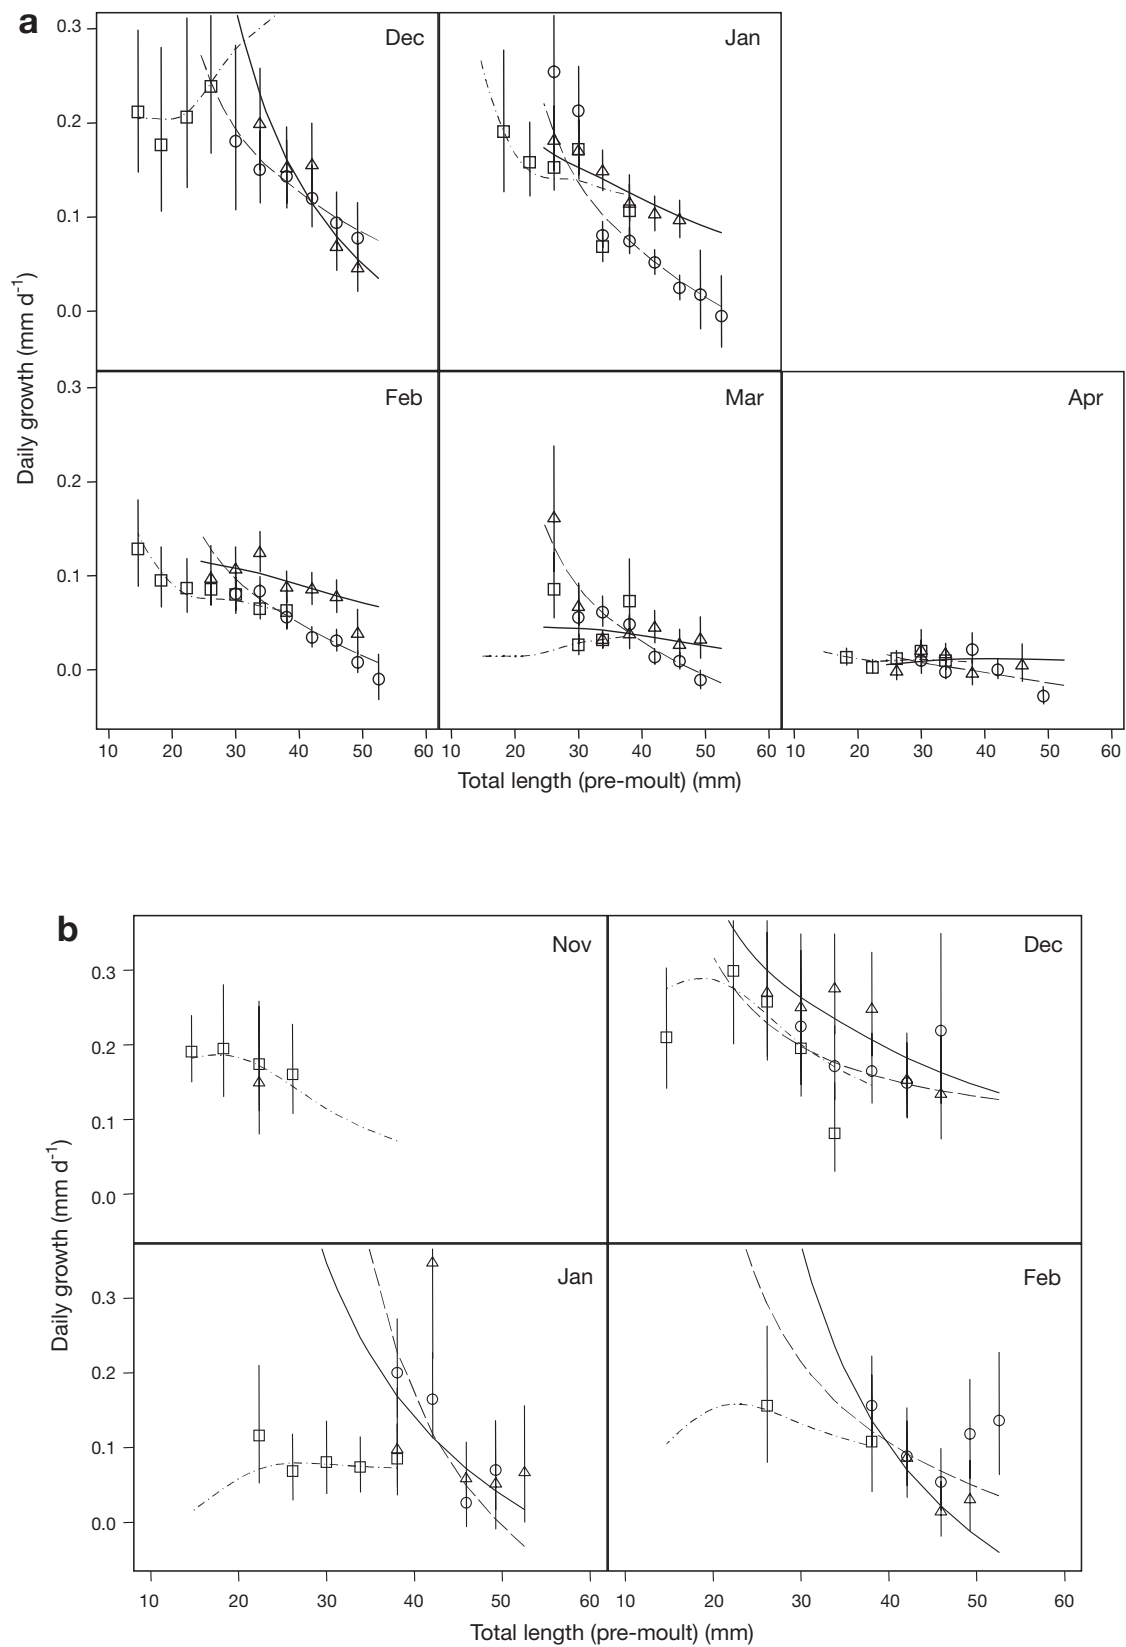 a
Dec
Jan
0.3
0.2
0.1
0.0
Feb
Mar
Apr
0.3
0.2
0.1
0.0
Daily growth (mm d-1)
10 20 30 40 50 60 10 20 30 40 50 60 10 20 30 40 50 60
Total length (pre-moult) (mm)
b
Nov
Dec
0.3
0.2
0.1
0.0
Jan
Feb
0.3
0.2
0.1
0.0
Daily growth (mm d-1)
10 20 30 40 50 60 10 20 30 40 50 60
Total length (pre-moult) (mm)